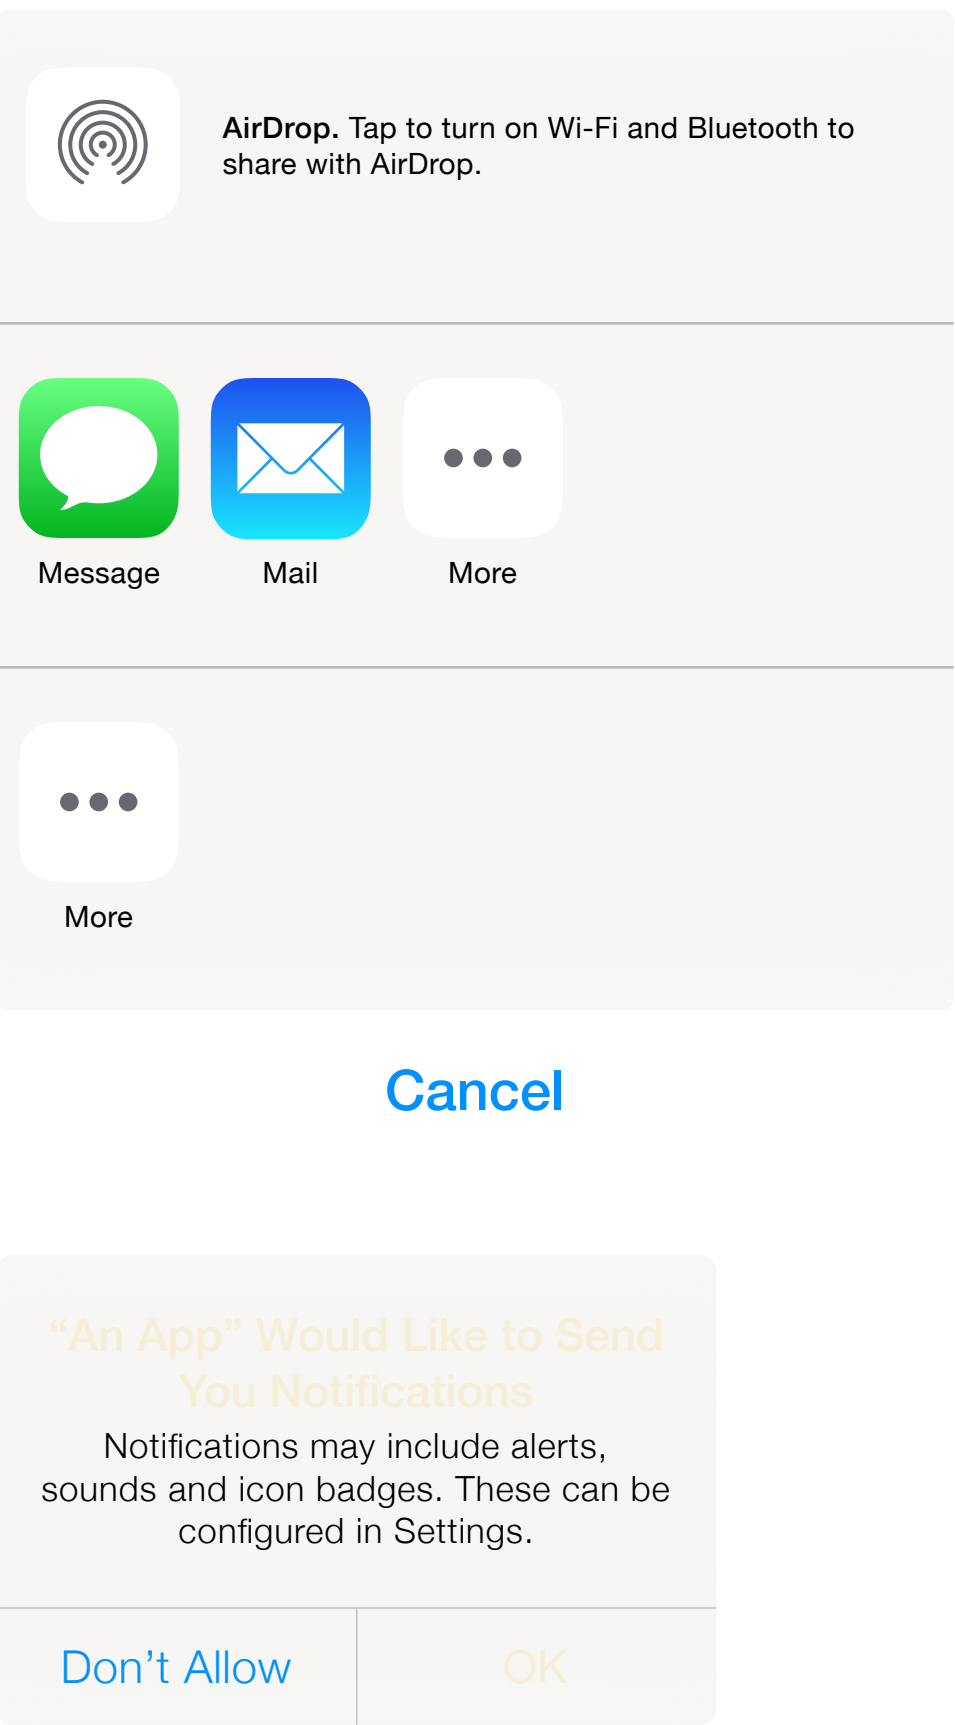 AirDrop. Tap to turn on Wi-Fi and Bluetooth to
share with AirDrop.
Message Mail More
More
Cancel
“An App” Would Like to Send
You Notifications
Notifications may include alerts,
sounds and icon badges. These can be
configured in Settings.
Don’t Allow OK